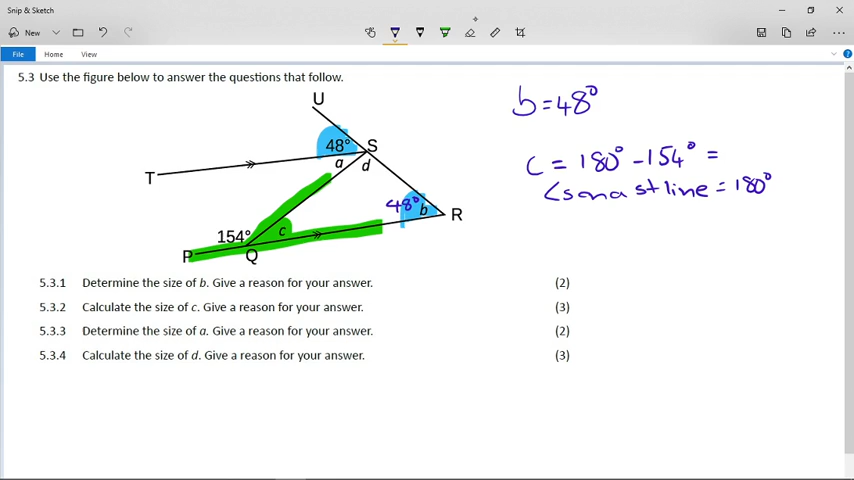 Snip & Sketch
New
File Home View
5.3 Use the figure below to answer the questions that follow.
U
48° S
a d
T
48° b R
154° c
P Q
b = 48°
c = 180° - 154° =
<s on a st line = 180°
5.3.1 Determine the size of b. Give a reason for your answer. (2)
5.3.2 Calculate the size of c. Give a reason for your answer. (3)
5.3.3 Determine the size of a. Give a reason for your answer. (2)
5.3.4 Calculate the size of d. Give a reason for your answer. (3)